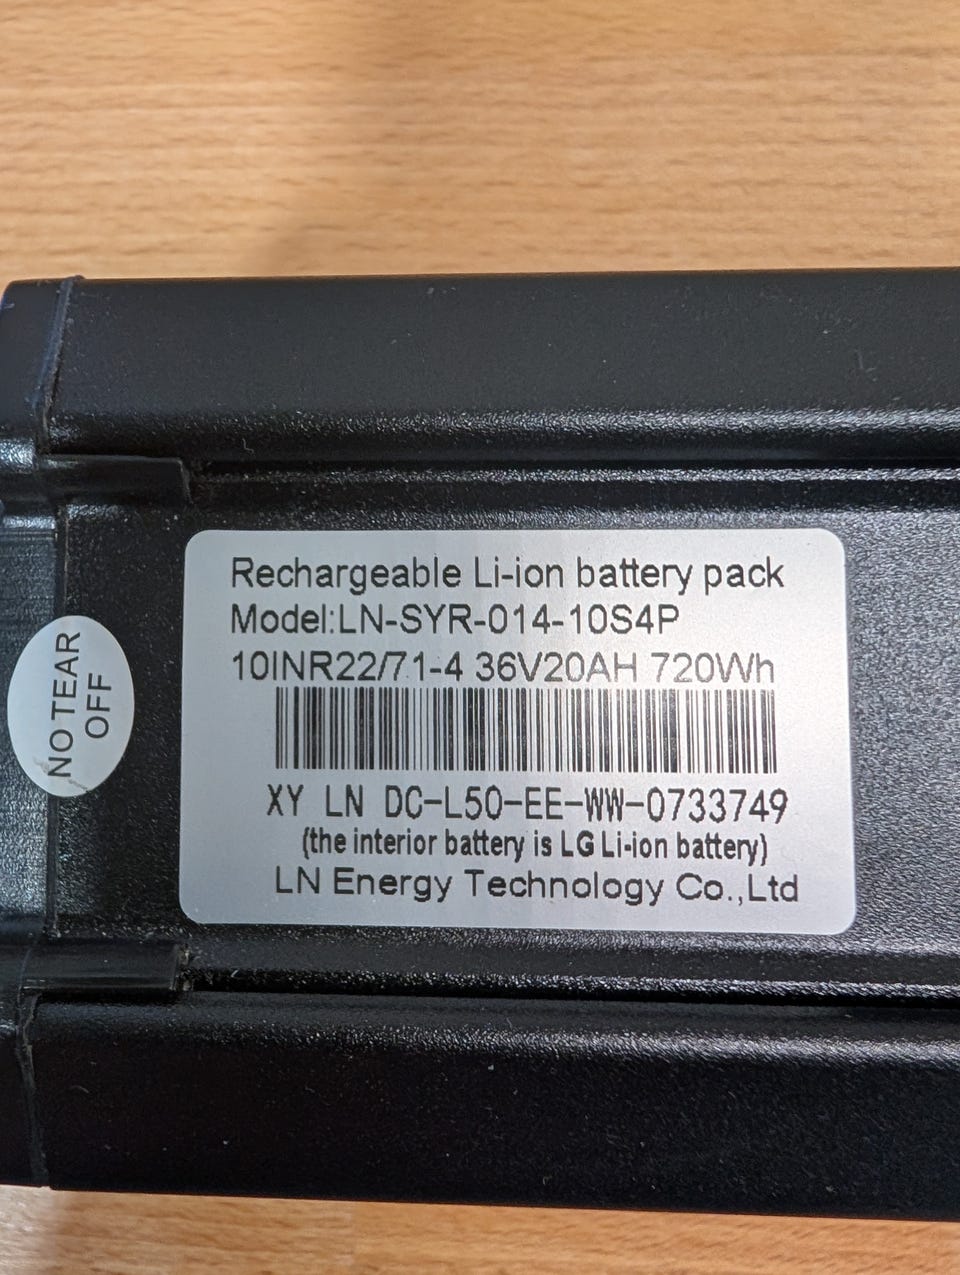 Rechargeable Li-ion battery pack
Model:LN-SYR-014-10S4P
10INR22/71-4 36V20AH 720Wh
XY LN DC-L50-EE-WW-0733749
(the interior battery is LG Li-ion battery)
LN Energy Technology Co.,Ltd
NO TEAR
OFF